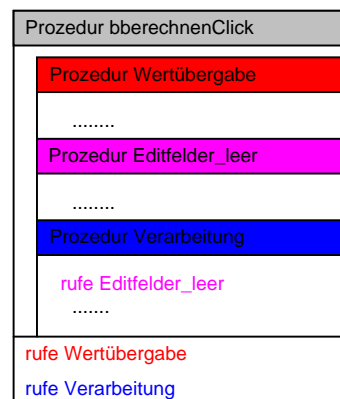 Prozedur bberechnenClick
Prozedur Wertübergabe
........
Prozedur Editfelder_leer
........
Prozedur Verarbeitung
rufe Editfelder_leer
.......
rufe Wertübergabe
rufe Verarbeitung